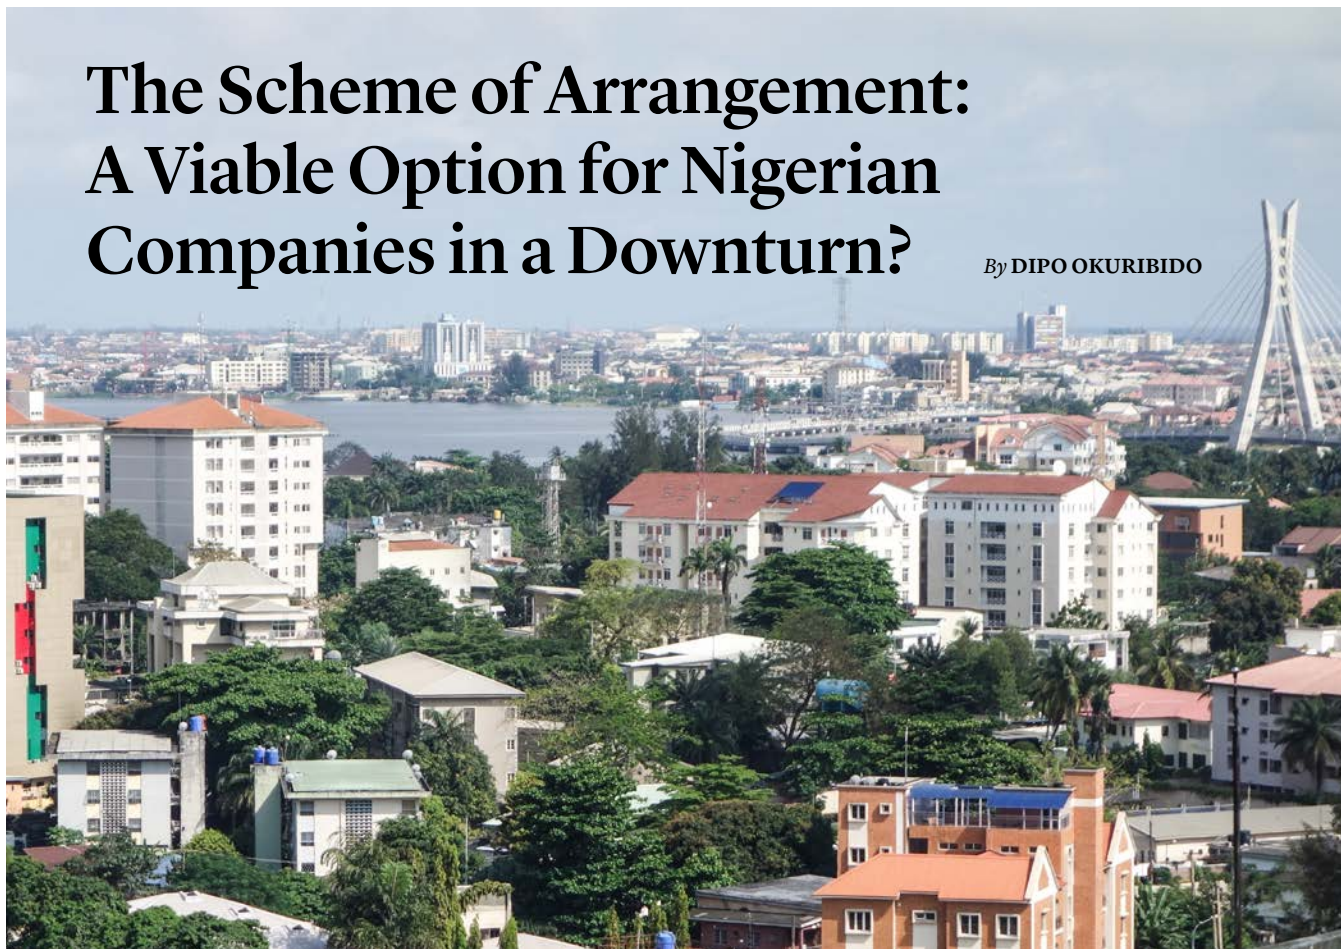 The Scheme of Arrangement:
A Viable Option for Nigerian
Companies in a Downturn?
By DIPO OKURIBIDO